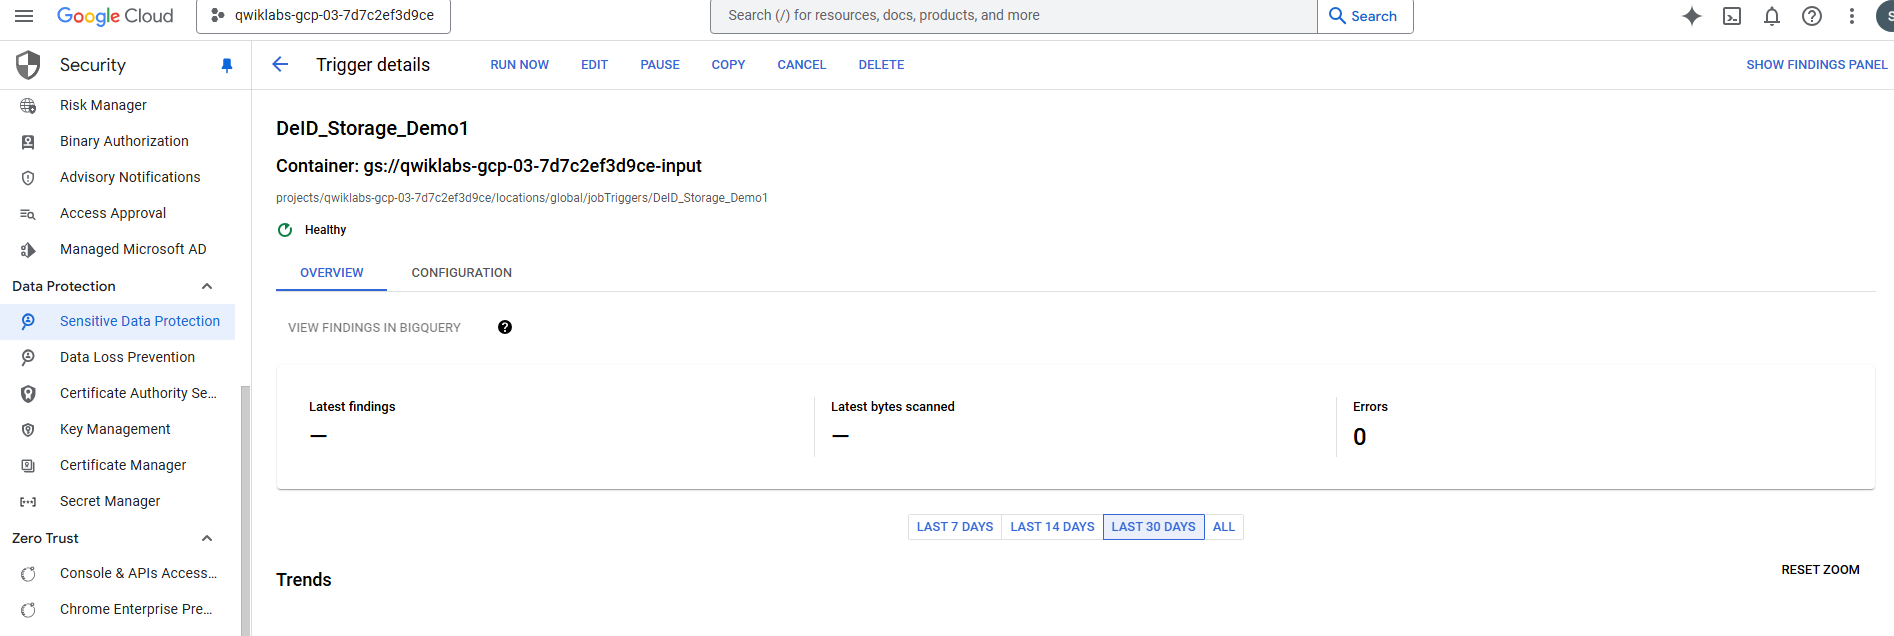 Google Cloud
qwiklabs-gcp-03-7d7c2ef3d9ce
Search (/) for resources, docs, products, and more
Search
S
Security
Trigger details
RUN NOW
EDIT
PAUSE
COPY
CANCEL
DELETE
SHOW FINDINGS PANEL
Risk Manager
Binary Authorization
Advisory Notifications
Access Approval
Managed Microsoft AD
Data Protection
Sensitive Data Protection
Data Loss Prevention
Certificate Authority Se...
Key Management
Certificate Manager
Secret Manager
Zero Trust
Console & APIs Access...
Chrome Enterprise Pre...
DeID_Storage_Demo1
Container: gs://qwiklabs-gcp-03-7d7c2ef3d9ce-input
projects/qwiklabs-gcp-03-7d7c2ef3d9ce/locations/global/jobTriggers/DeID_Storage_Demo1
Healthy
OVERVIEW
CONFIGURATION
VIEW FINDINGS IN BIGQUERY
?
Latest findings
—
Latest bytes scanned
—
Errors
0
LAST 7 DAYS
LAST 14 DAYS
LAST 30 DAYS
ALL
Trends
RESET ZOOM